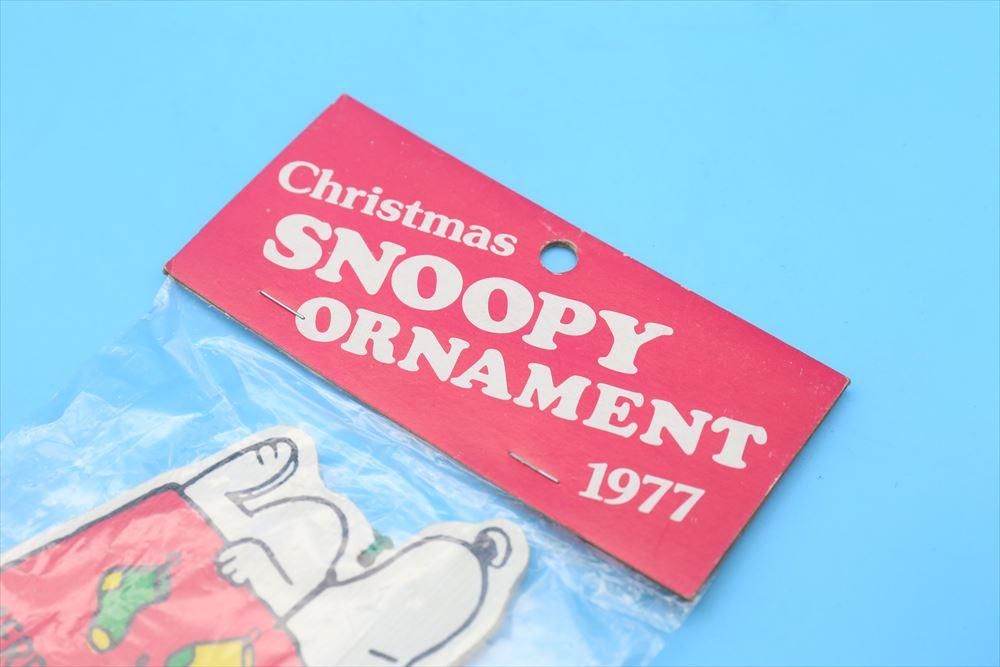 Christmas
SNOOPY
ORNAMENT
1977